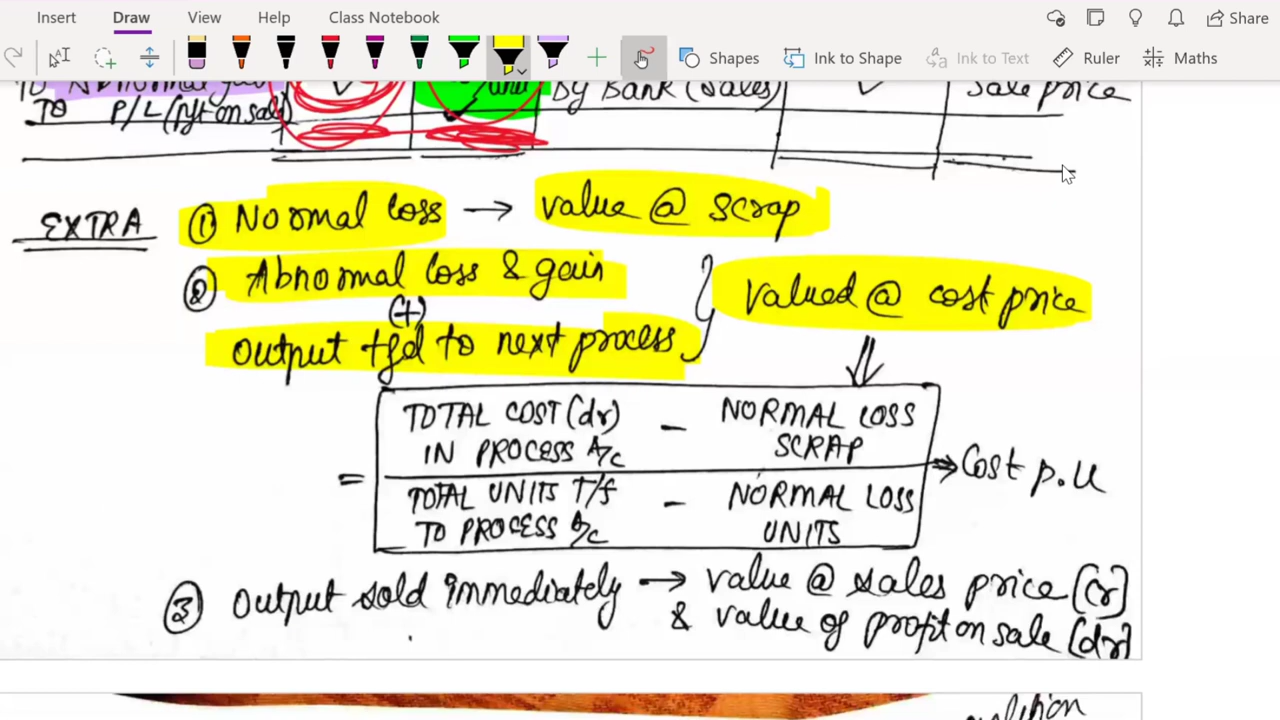 Insert Draw View Help Class Notebook Share
Shapes Ink to Shape Ink to Text Ruler Maths
By Bank (sales) sale price
TO P/L (pft on sale)
EXTRA ① Normal loss → value @ scrap
② Abnormal loss & gain
(+)
output tfd to next process } valued @ cost price
TOTAL COST (dr) – NORMAL LOSS
IN PROCESS A/c SCRAP
= ⇒ Cost p.u
TOTAL UNITS T/f – NORMAL LOSS
TO PROCESS A/c UNITS
③ output sold immediately → value @ sales price [cr]
& value of profit on sale [dr]